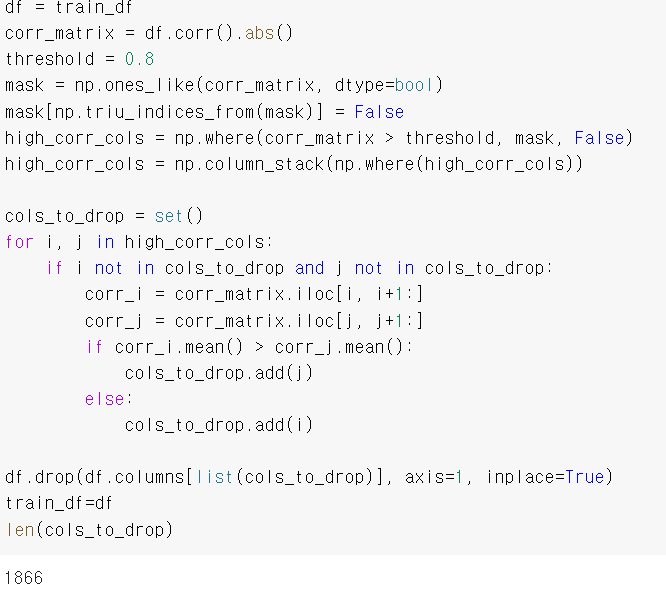 df = train_df
corr_matrix = df.corr().abs()
threshold = 0.8
mask = np.ones_like(corr_matrix, dtype=bool)
mask[np.triu_indices_from(mask)] = False
high_corr_cols = np.where(corr_matrix > threshold, mask, False)
high_corr_cols = np.column_stack(np.where(high_corr_cols))

cols_to_drop = set()
for i, j in high_corr_cols:
    if i not in cols_to_drop and j not in cols_to_drop:
        corr_i = corr_matrix.iloc[i, i+1:]
        corr_j = corr_matrix.iloc[j, j+1:]
        if corr_i.mean() > corr_j.mean():
            cols_to_drop.add(j)
        else:
            cols_to_drop.add(i)

df.drop(df.columns[list(cols_to_drop)], axis=1, inplace=True)
train_df=df
len(cols_to_drop)
1866